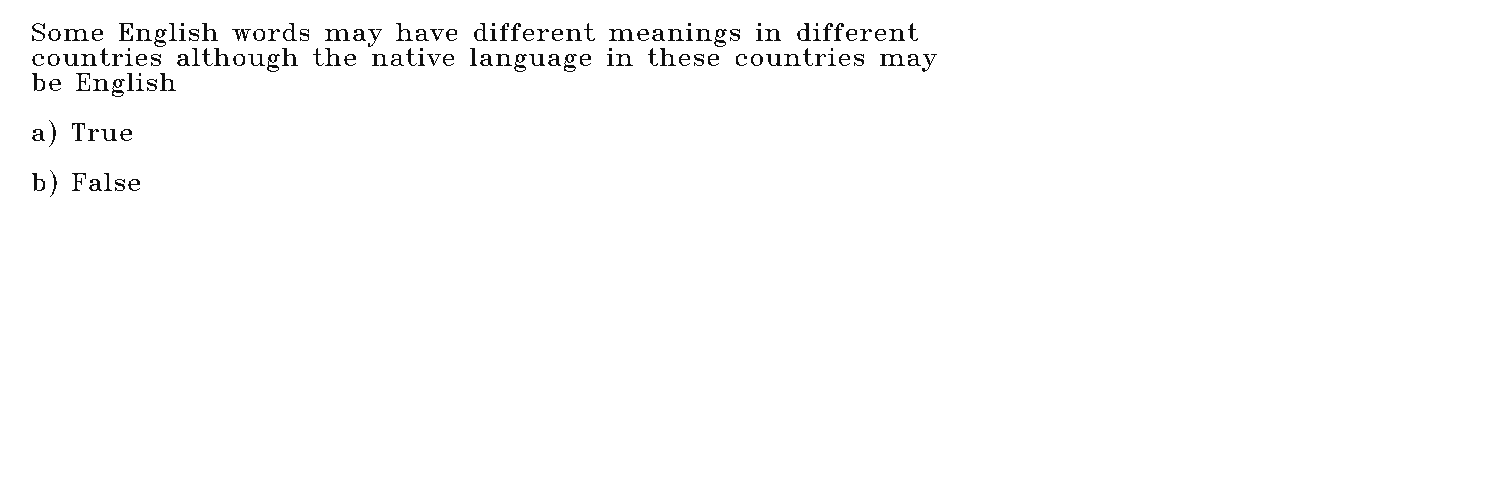 Some English words may have different meanings in different
countries although the native language in these countries may
be English
a) True
b) False